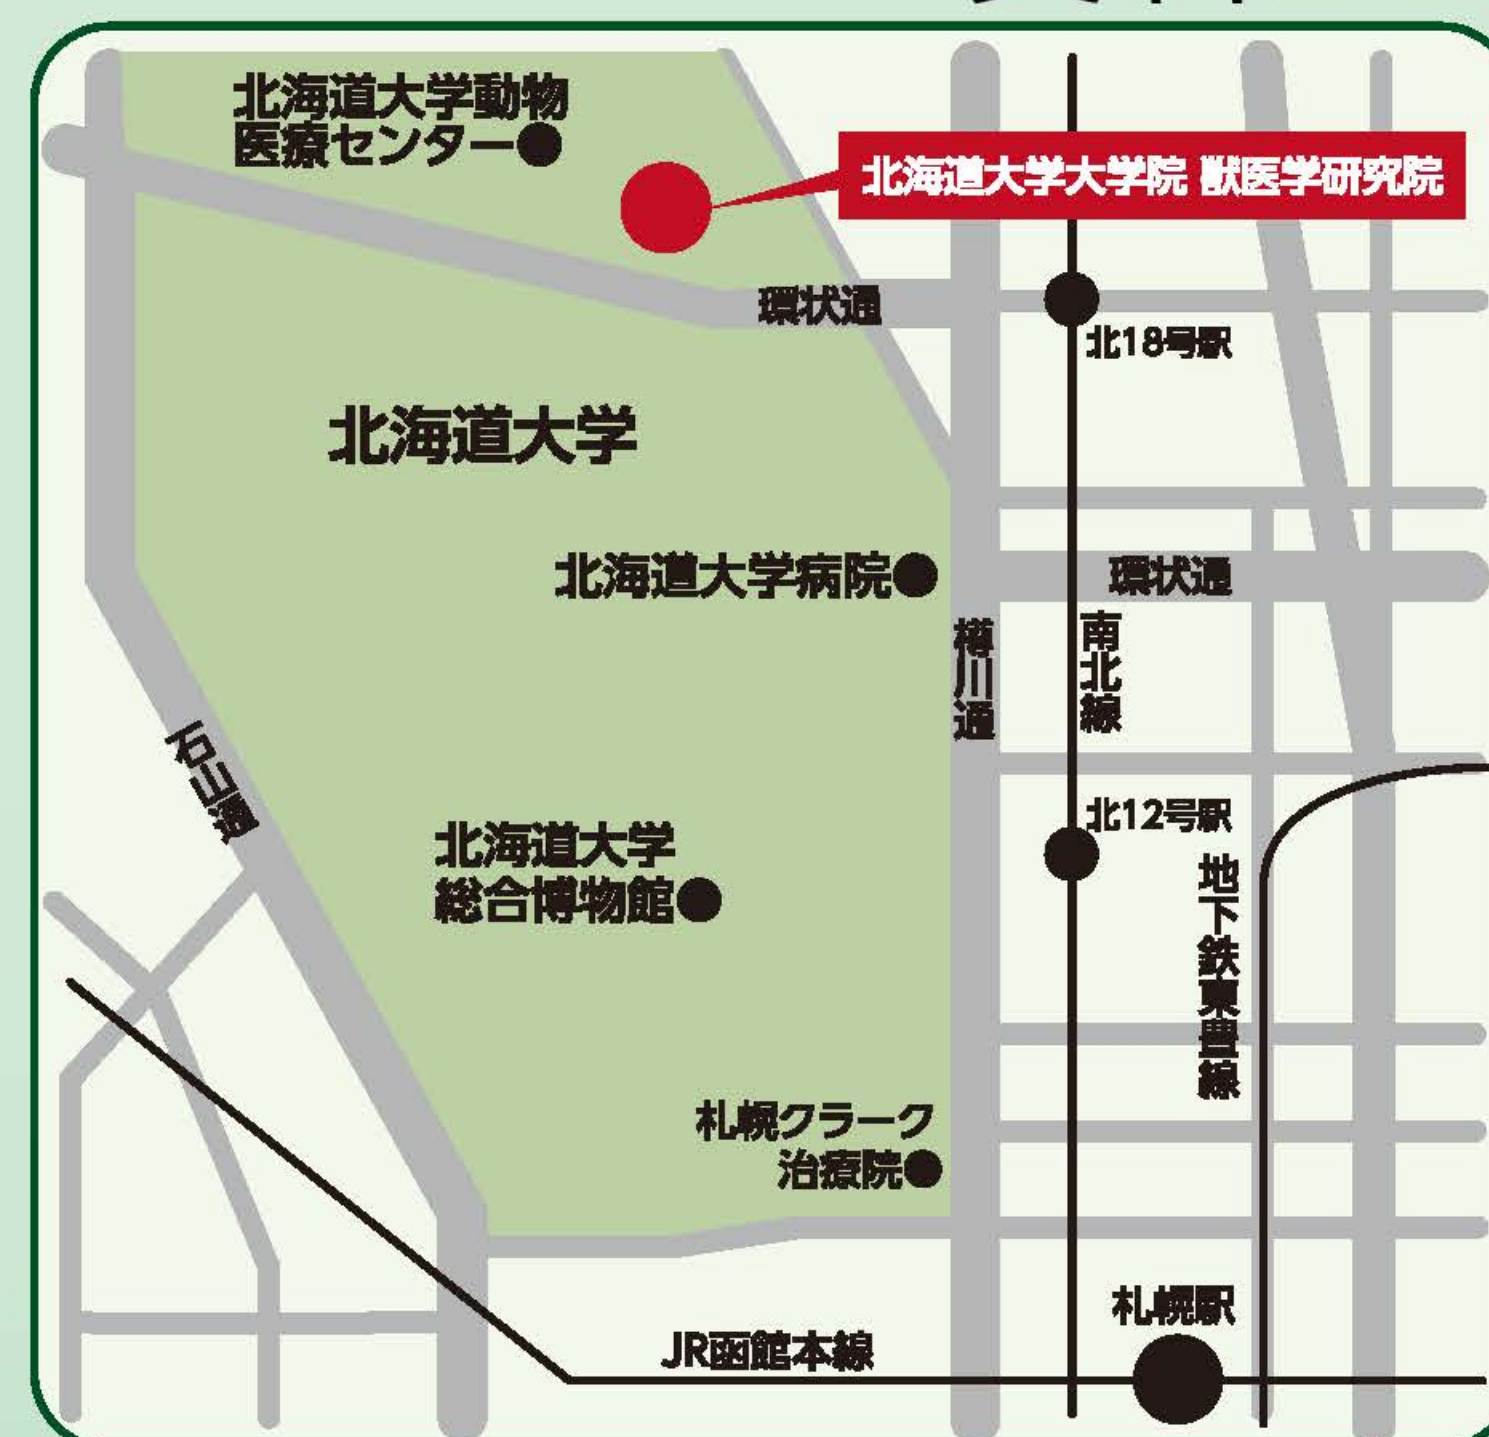 北海道大学動物
医療センター
北海道大学大学院 獣医学研究院
環状通
北18号駅
北海道大学
北海道大学病院
環状通
樽川通
南北線
石山通
北12号駅
北海道大学
総合博物館
地下鉄東豊線
札幌クラーク
治療院
札幌駅
JR函館本線